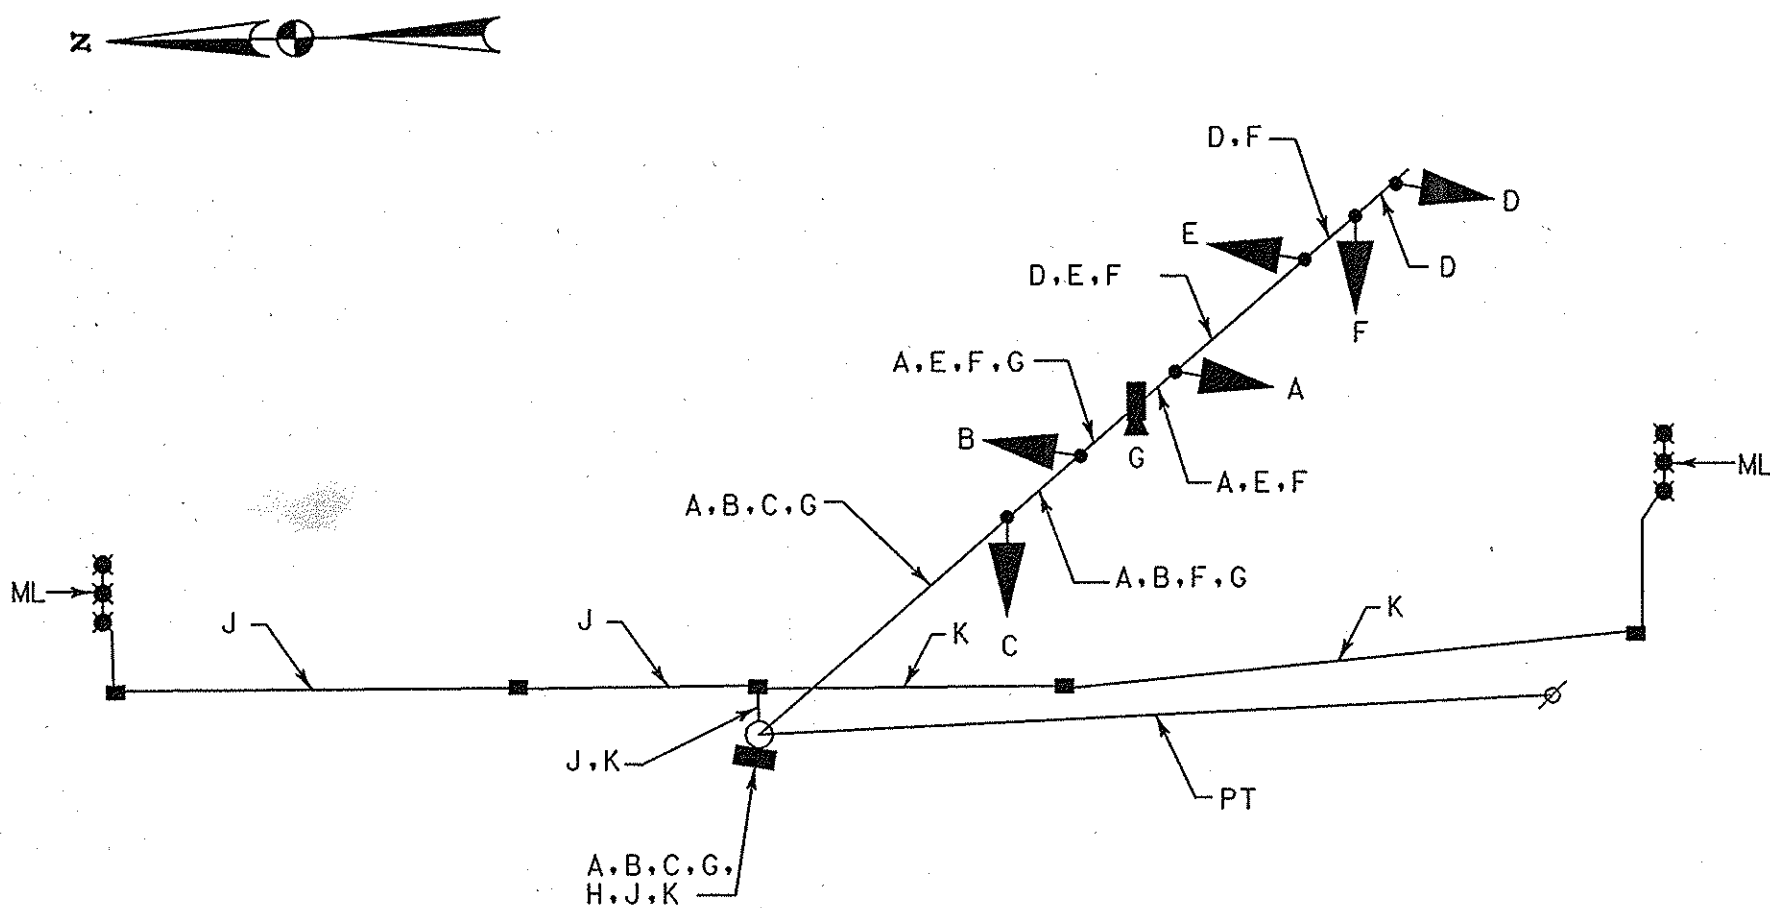 N
D,F
D
E
D,E,F
D
F
A,E,F,G
A
B
G
A,E,F
ML
A,B,C,G
A,B,F,G
ML
J
J
K
C
K
J,K
PT
A,B,C,G,
H,J,K